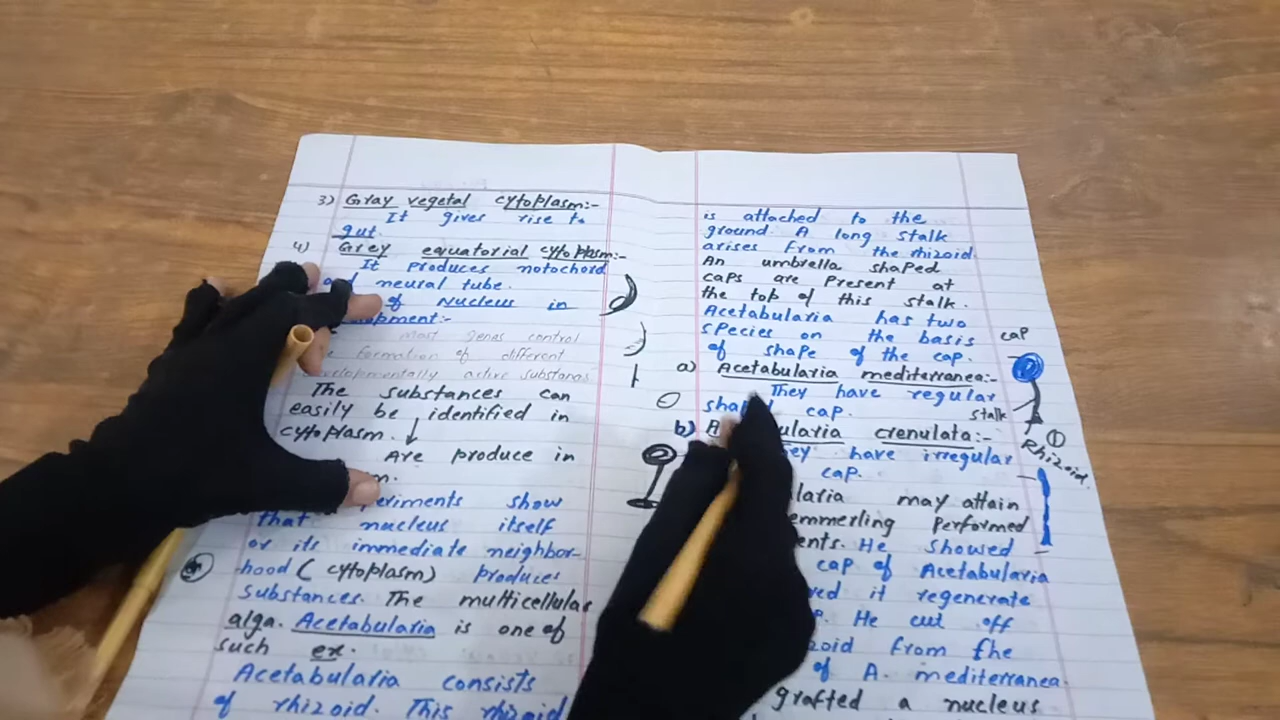 3) Gray vegetal cytoplasm:-
It gives rise to
gut.
4) Grey equatorial cytoplasm:-
It produces notochord
neural tube.
of Nucleus in
Most genes control
formation of different
developmentally active substances
The substances can
easily be identified in
cytoplasm. ↓
Are produce in
show
that nucleus itself
or its immediate neighbor-
hood ( cytoplasm) produces
substances. The multicellular
alga. Acetabularia is one of
such ex.
Acetabularia consists
of rhizoid. This rhizoid
is attached to the
ground. A long stalk
arises from the rhizoid.
An umbrella shaped
caps are present at
the top of this stalk.
Acetabularia has two
species on the basis
of shape of the cap.
a) Acetabularia mediterranea:-
They have regular
cap.
b) crenulata:-
have irregular
cap.
may attain
performed
He showed
cap of Acetabularia
it regenerate
He cut off
from the
of A. mediterranea.
grafted a nucleus
cap
stalk
①
Rhizoid.